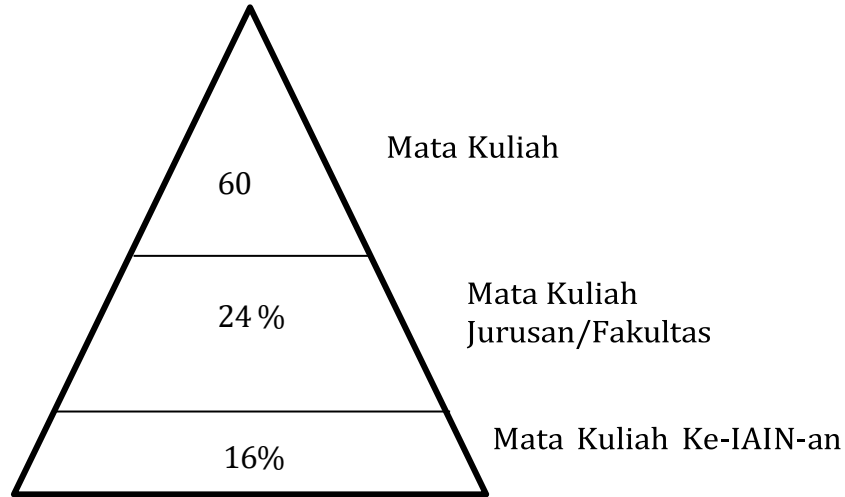 Mata Kuliah
60
Mata Kuliah
Jurusan/Fakultas
24 %
Mata Kuliah Ke-IAIN-an
16%